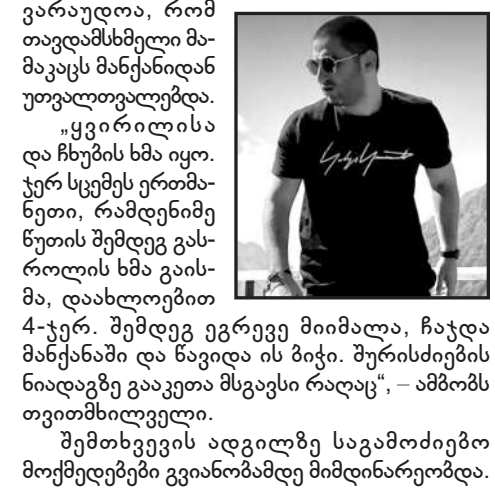 ვარაუდოა, რომ
თავდამსხმელი მა-
მაკაცს მანქანიდან
უთვალთვალებდა.
„ყვირილისა
და ჩხუბის ხმა იყო.
ჯერ სცემეს ერთმა-
ნეთი, რამდენიმე
წუთის შემდეგ გას-
როლის ხმა გაის-
მა, დაახლოებით
4-ჯერ. შემდეგ ეგრევე მიიმალა, ჩაჯდა
მანქანაში და წავიდა ის ბიჭი. შურისძიების
ნიადაგზე გააკეთა მსგავსი რაღაც“, – ამბობს
თვითმხილველი.
შემთხვევის ადგილზე საგამოძიებო
მოქმედებები გვიანობამდე მიმდინარეობდა.